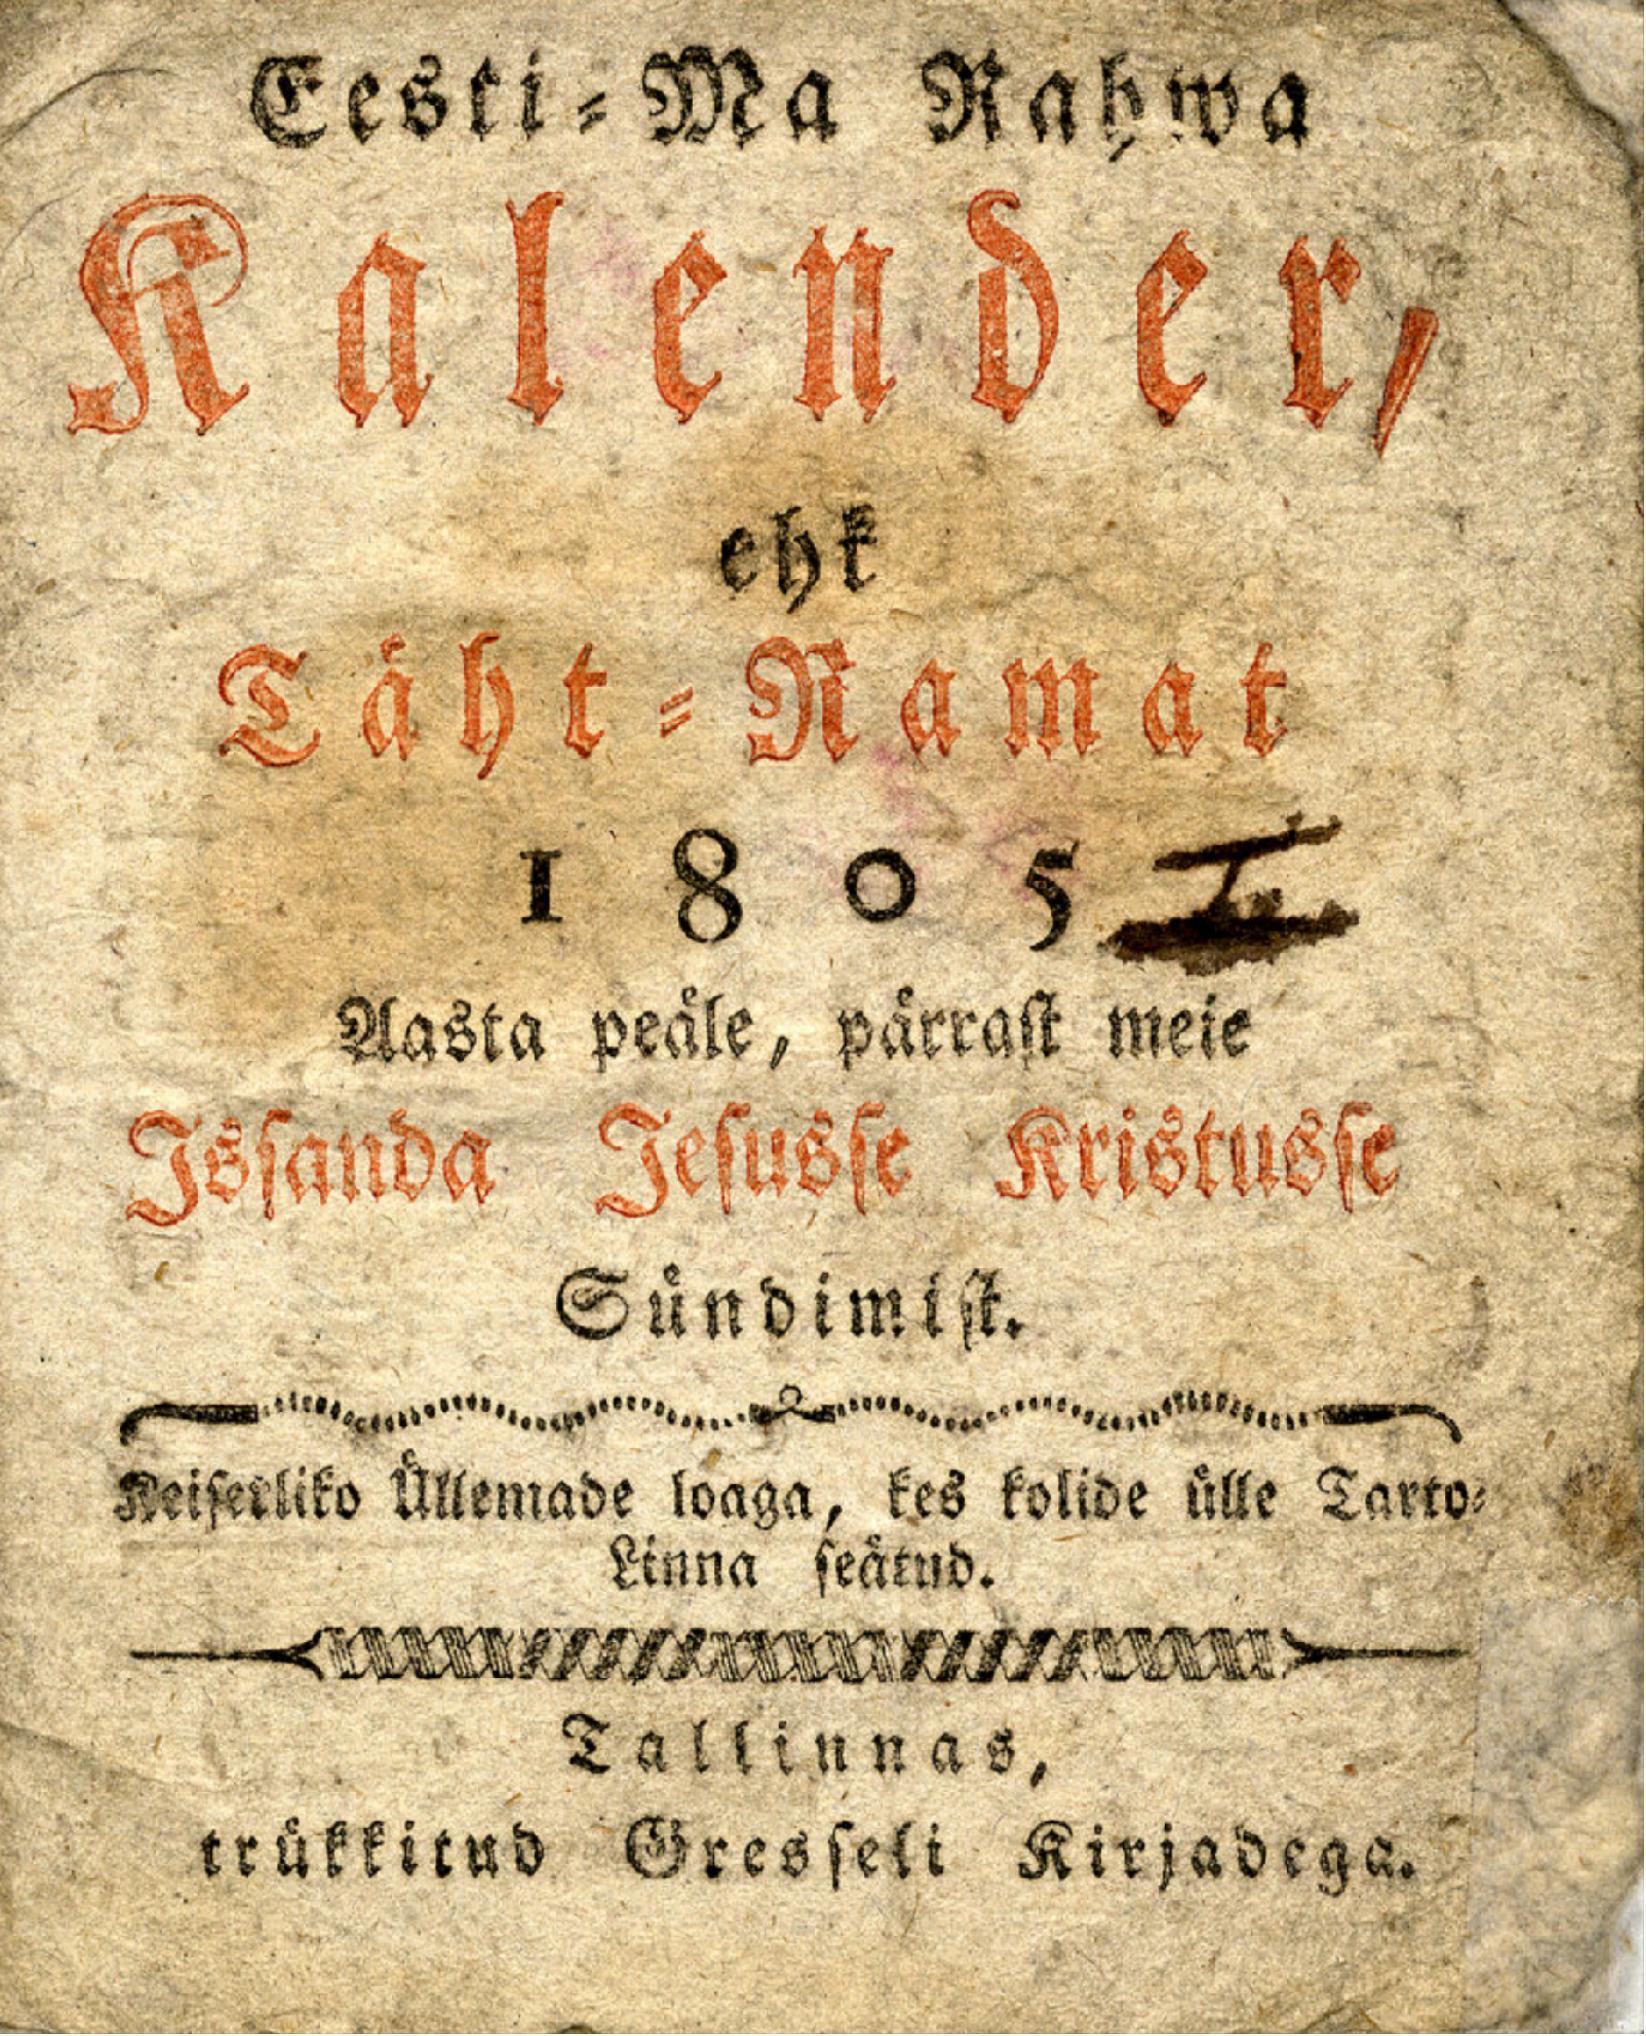 Eesti-Ma Rahwa
Kalender,
ehk
Täht-Ramat
1805
Aasta peäle, pärrast meie
Issanda Jesusse Kristusse
Sündimist.
Keiserliko Üllemade loaga, kes kolide ülle Tarto-
Linna seätud.
Tallinnas,
trükkitud Gresseli Kirjadega.